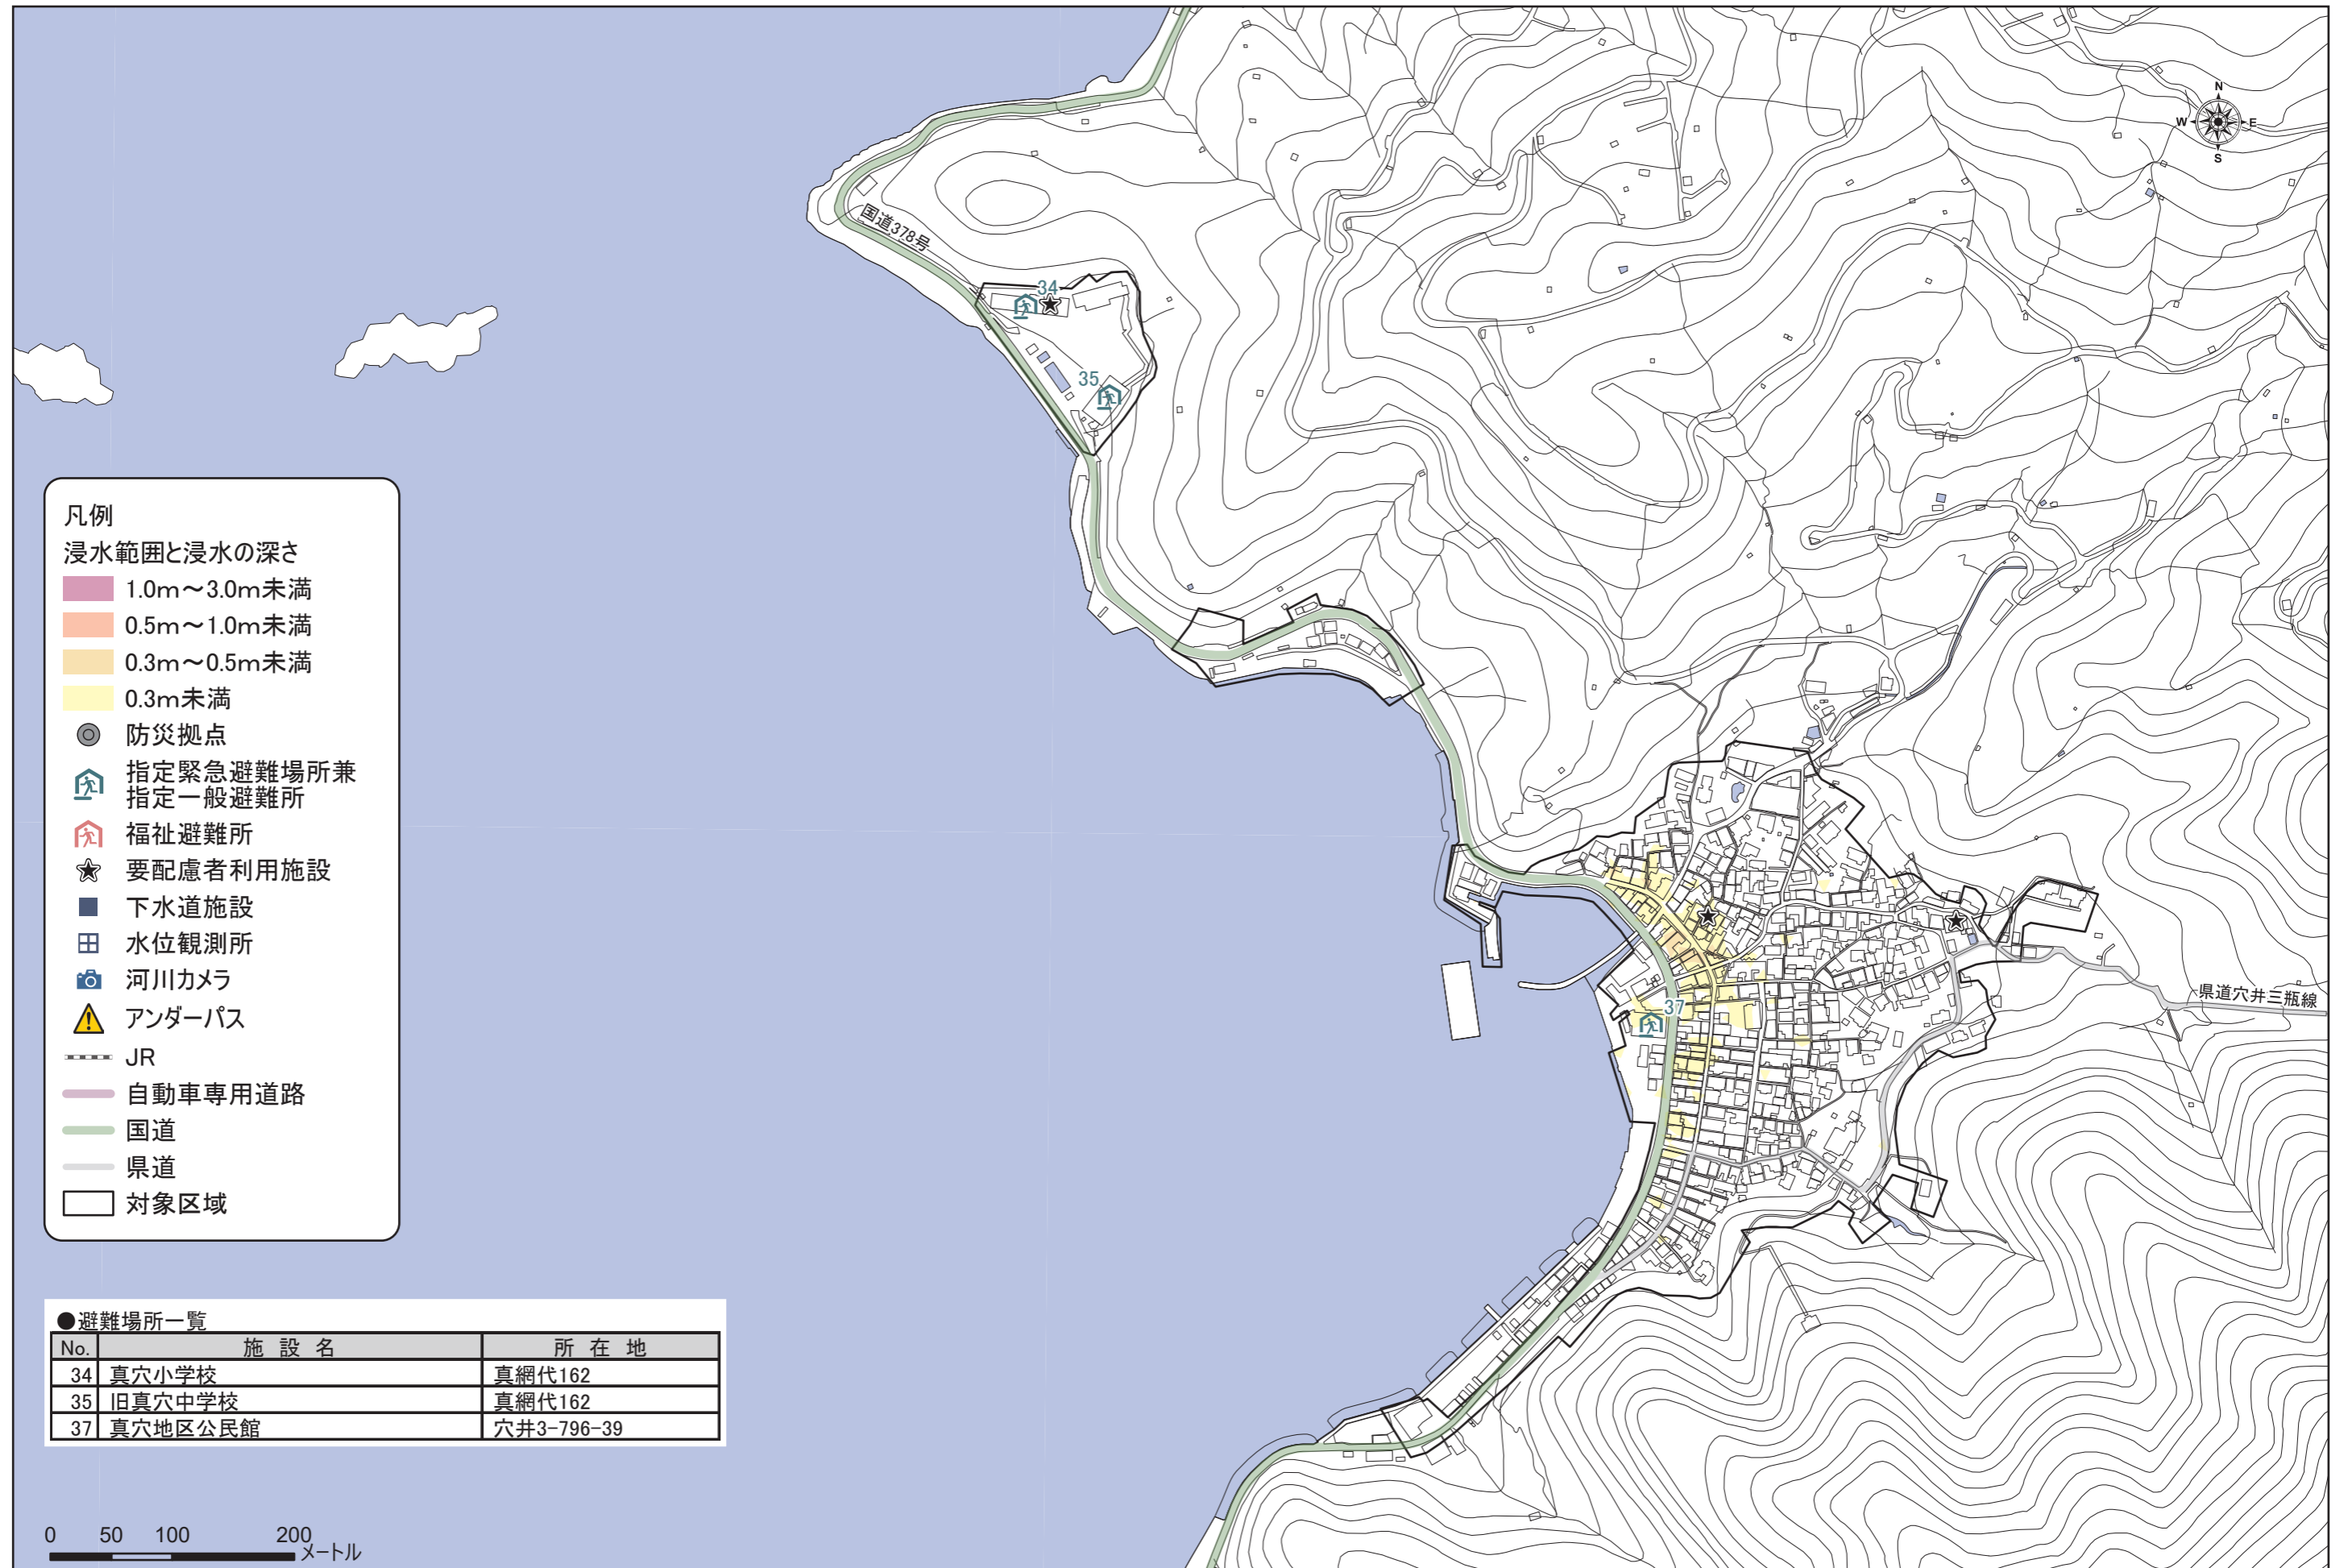 N
W E
S
国道378号
34
35
凡例
浸水範囲と浸水の深さ
1.0m～3.0m未満
0.5m～1.0m未満
0.3m～0.5m未満
0.3m未満
防災拠点
指定緊急避難場所兼
指定一般避難所
福祉避難所
要配慮者利用施設
下水道施設
水位観測所
河川カメラ
アンダーパス
JR
自動車専用道路
国道
県道
対象区域
県道穴井三瓶線
37
●避難場所一覧
No. 施設名 所在地
34 真穴小学校 真網代162
35 旧真穴中学校 真網代162
37 真穴地区公民館 穴井3-796-39
0 50 100 200
メートル